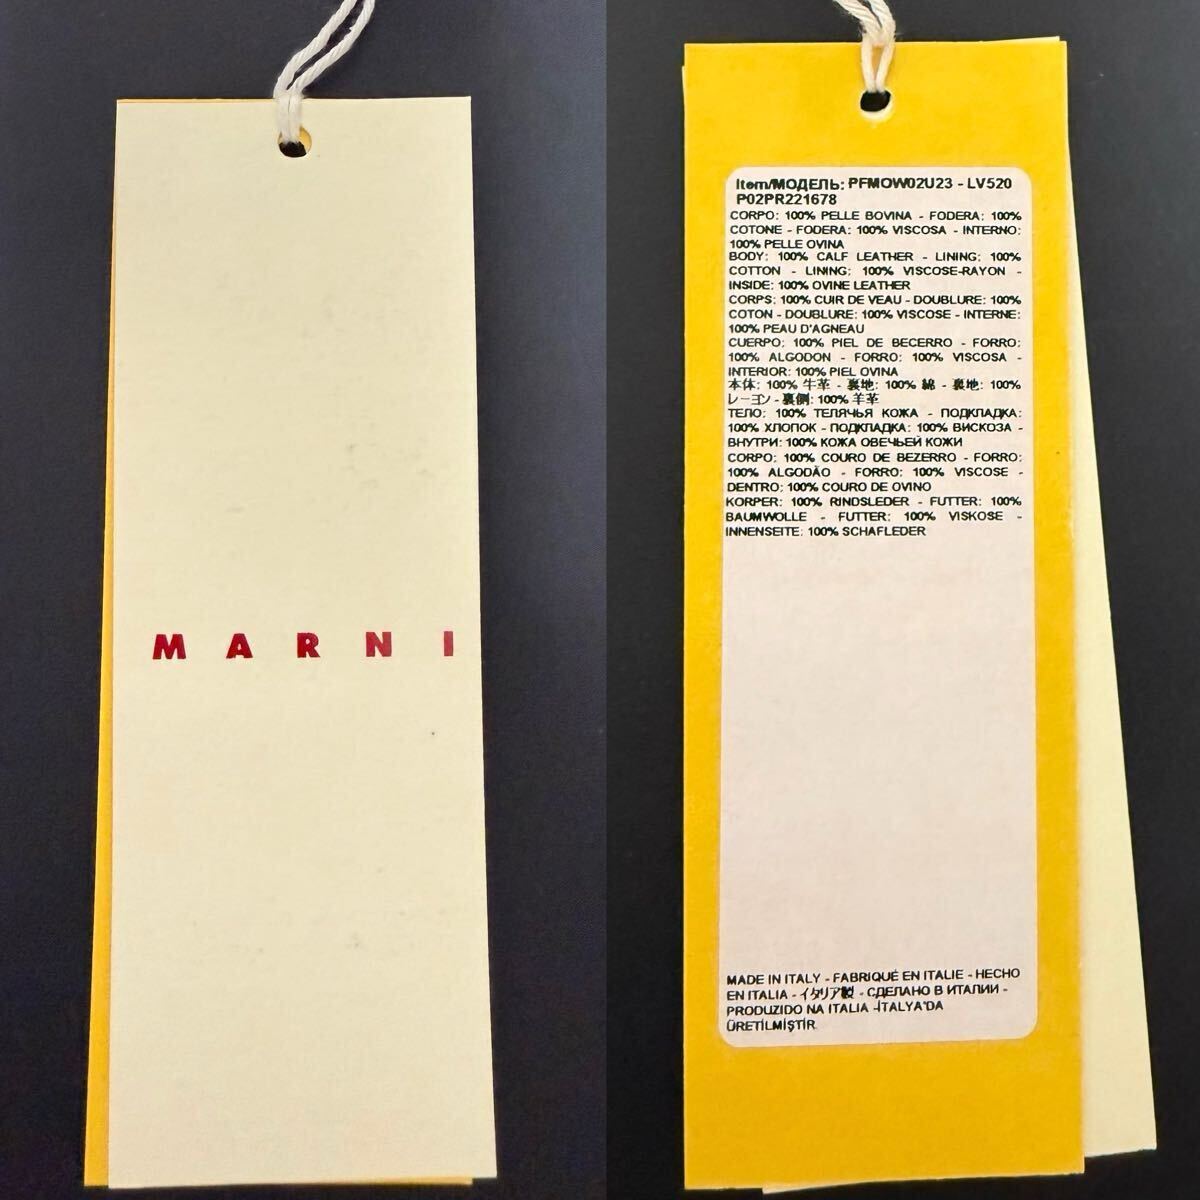 MARNI
Item/МОДЕЛЬ: PFMOW02U23 - LV520
P02PR221678
CORPO: 100% PELLE BOVINA - FODERA: 100%
COTONE - FODERA: 100% VISCOSA - INTERNO:
100% PELLE OVINA
BODY: 100% CALF LEATHER - LINING: 100%
COTTON - LINING: 100% VISCOSE-RAYON -
INSIDE: 100% OVINE LEATHER
CORPS: 100% CUIR DE VEAU - DOUBLURE: 100%
COTON - DOUBLURE: 100% VISCOSE - INTERNE:
100% PEAU D'AGNEAU
CUERPO: 100% PIEL DE BECERRO - FORRO:
100% ALGODON - FORRO: 100% VISCOSA -
INTERIOR: 100% PIEL OVINA
本体: 100% 牛革 - 裏地: 100% 綿 - 裏地: 100%
レーヨン - 裏側: 100% 羊革
ТЕЛО: 100% ТЕЛЯЧЬЯ КОЖА - ПОДКЛАДКА:
100% ХЛОПОК - ПОДКЛАДКА: 100% ВИСКОЗА -
ВНУТРИ: 100% КОЖА ОВЕЧЬЕЙ КОЖИ
CORPO: 100% COURO DE BEZERRO - FORRO:
100% ALGODÃO - FORRO: 100% VISCOSE -
DENTRO: 100% COURO DE OVINO
KORPER: 100% RINDSLEDER - FUTTER: 100%
BAUMWOLLE - FUTTER: 100% VISKOSE -
INNENSEITE: 100% SCHAFLEDER
MADE IN ITALY - FABRIQUÉ EN ITALIE - HECHO
EN ITALIA - イタリア製 - СДЕЛАНО В ИТАЛИИ -
PRODUZIDO NA ITALIA -İTALYA'DA
ÜRETİLMİŞTİR